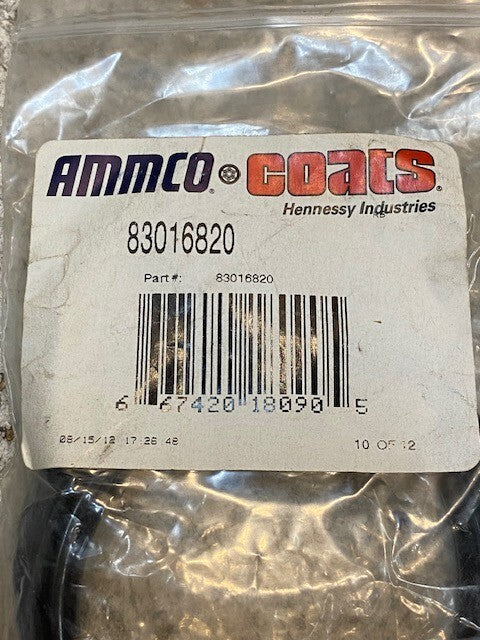 AMMCO® coats®
Hennessy Industries
83016820
Part #: 83016820
6 67420 18090 5
08/15/12 17:26:48 10 OF 12